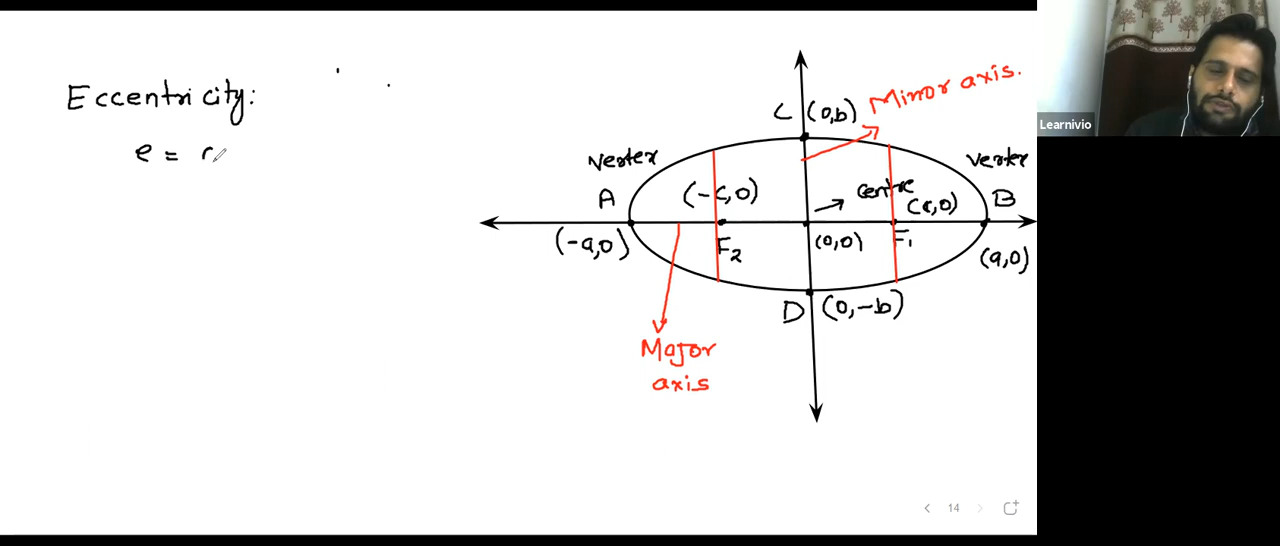 Eccentricity:
e = r
Minor axis.
C (0,b)
Vertex
Vertex
A
(-c,0)
centre
(c,0)
B
(-a,0)
F2
(0,0)
F1
(a,0)
D (0,-b)
Major
axis
14
Learnivio